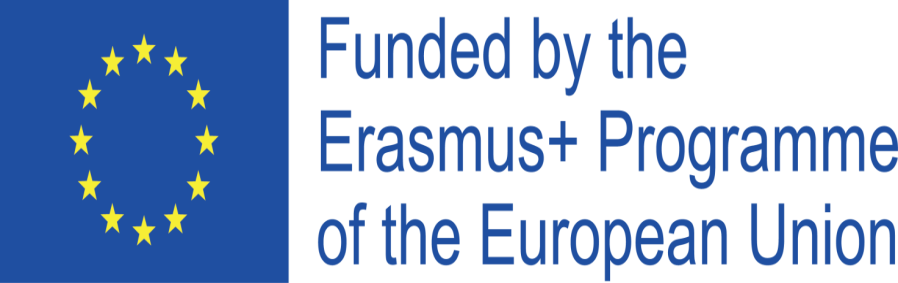 Funded by the
Erasmus+ Programme
of the European Union